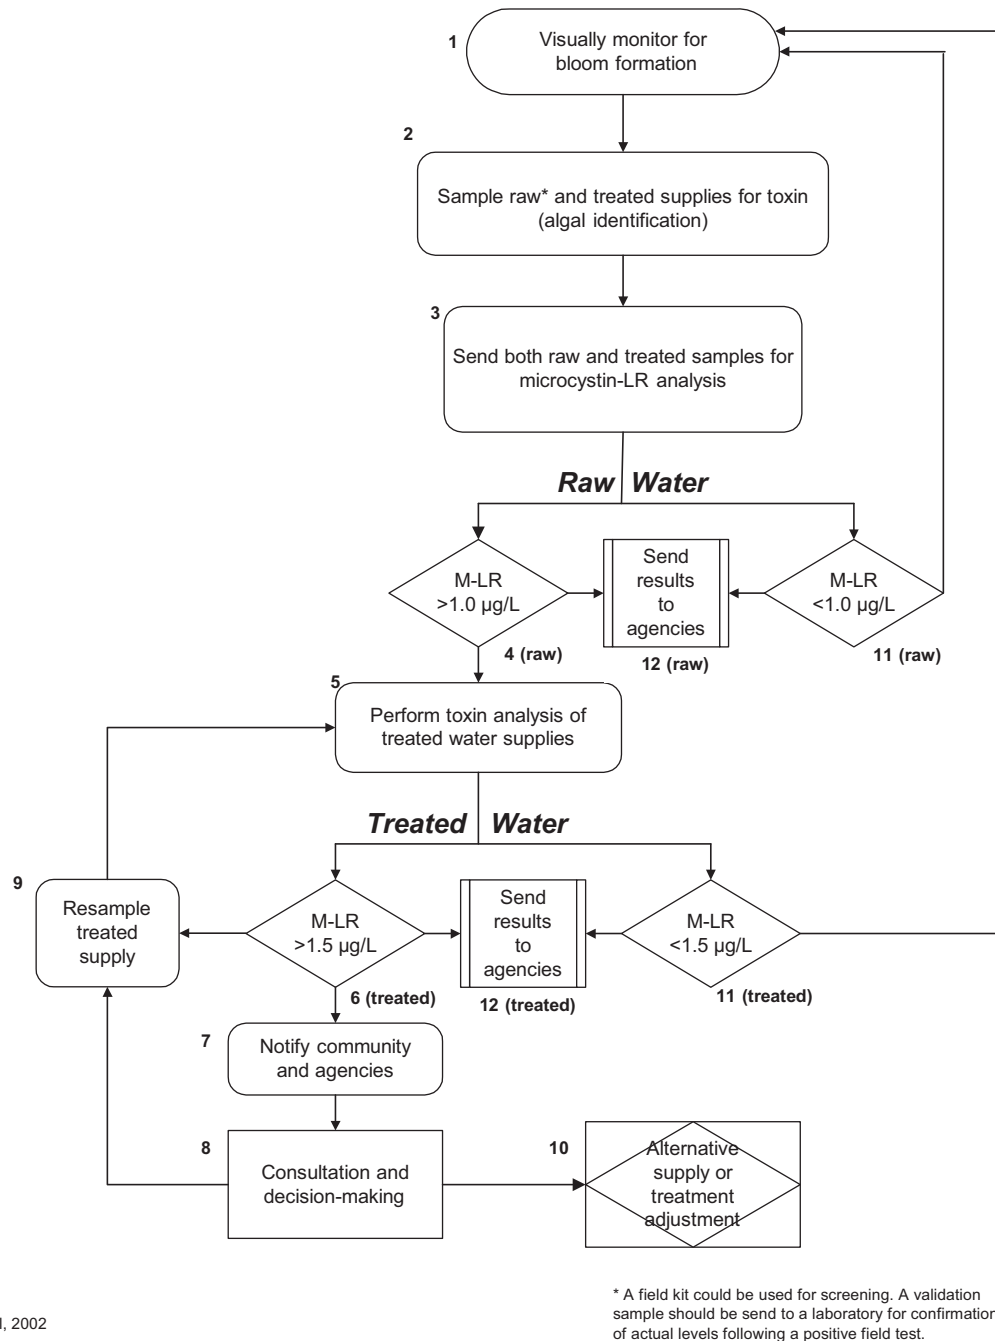 1
Visually monitor for
bloom formation
2
Sample raw* and treated supplies for toxin
(algal identification)
3
Send both raw and treated samples for
microcystin-LR analysis
Raw Water
M-LR
>1.0 µg/L
4 (raw)
Send
results
to
agencies
12 (raw)
M-LR
<1.0 µg/L
11 (raw)
5
Perform toxin analysis of
treated water supplies
Treated Water
9
Resample
treated
supply
M-LR
>1.5 µg/L
6 (treated)
Send
results
to
agencies
12 (treated)
M-LR
<1.5 µg/L
11 (treated)
7
Notify community
and agencies
8
Consultation and
decision-making
10
Alternative
supply or
treatment
adjustment
* A field kit could be used for screening. A validation
sample should be send to a laboratory for confirmation
of actual levels following a positive field test.
l, 2002